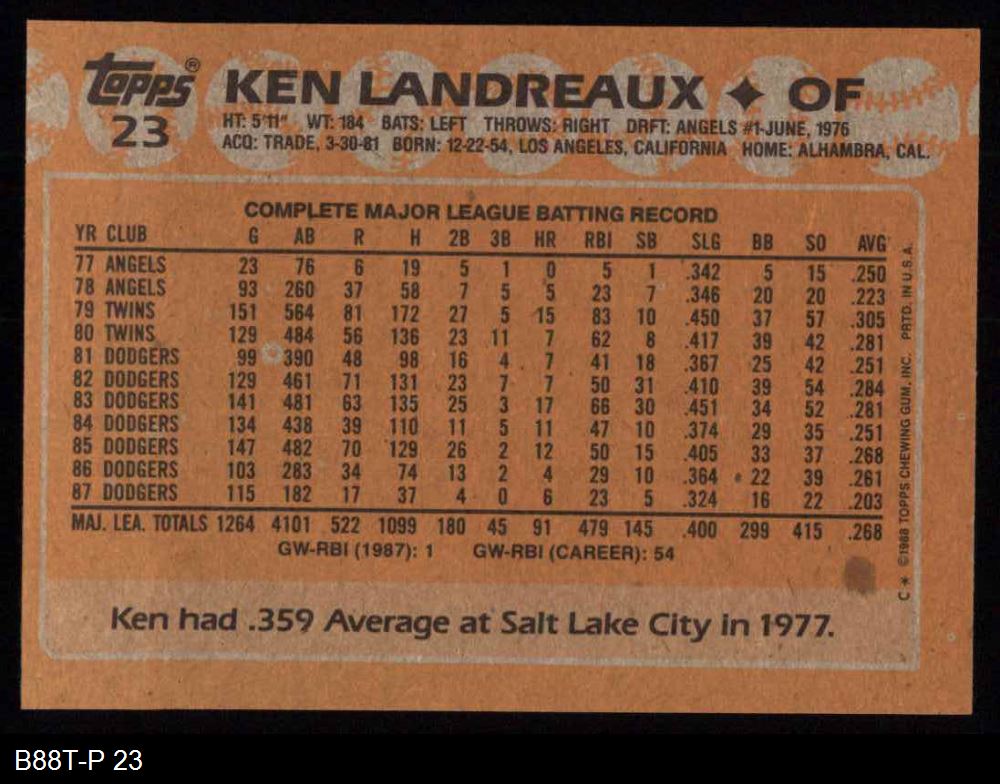 Topps® KEN LANDREAUX ♦ OF
23
HT: 5'11" WT: 184 BATS: LEFT THROWS: RIGHT DRFT: ANGELS #1-JUNE, 1976
ACQ: TRADE, 3-30-81 BORN: 12-22-54, LOS ANGELES, CALIFORNIA HOME: ALHAMBRA, CAL.
COMPLETE MAJOR LEAGUE BATTING RECORD
YR CLUB G AB R H 2B 3B HR RBI SB SLG BB SO AVG
77 ANGELS 23 76 6 19 5 1 0 5 1 .342 5 15 .250
78 ANGELS 93 260 37 58 7 5 5 23 7 .346 20 20 .223
79 TWINS 151 564 81 172 27 5 15 83 10 .450 37 57 .305
80 TWINS 129 484 56 136 23 11 7 62 8 .417 39 42 .281
81 DODGERS 99 390 48 98 16 4 7 41 18 .367 25 42 .251
82 DODGERS 129 461 71 131 23 7 7 50 31 .410 39 54 .284
83 DODGERS 141 481 63 135 25 3 17 66 30 .451 34 52 .281
84 DODGERS 134 438 39 110 11 5 11 47 10 .374 29 35 .251
85 DODGERS 147 482 70 129 26 2 12 50 15 .405 33 37 .268
86 DODGERS 103 283 34 74 13 2 4 29 10 .364 22 39 .261
87 DODGERS 115 182 17 37 4 0 6 23 5 .324 16 22 .203
MAJ. LEA. TOTALS 1264 4101 522 1099 180 45 91 479 145 .400 299 415 .268
GW-RBI (1987): 1 GW-RBI (CAREER): 54
C * ©1988 TOPPS CHEWING GUM, INC. PRTD. IN U.S.A.
Ken had .359 Average at Salt Lake City in 1977.
B88T-P 23